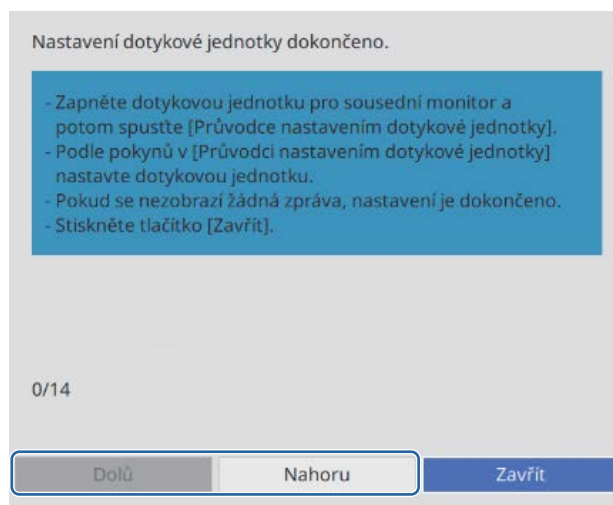 Nastavení dotykové jednotky dokončeno.
- Zapněte dotykovou jednotku pro sousední monitor a
potom spusťte [Průvodce nastavením dotykové jednotky].
- Podle pokynů v [Průvodci nastavením dotykové jednotky]
nastavte dotykovou jednotku.
- Pokud se nezobrazí žádná zpráva, nastavení je dokončeno.
- Stiskněte tlačítko [Zavřít].
0/14
Dolů Nahoru Zavřít